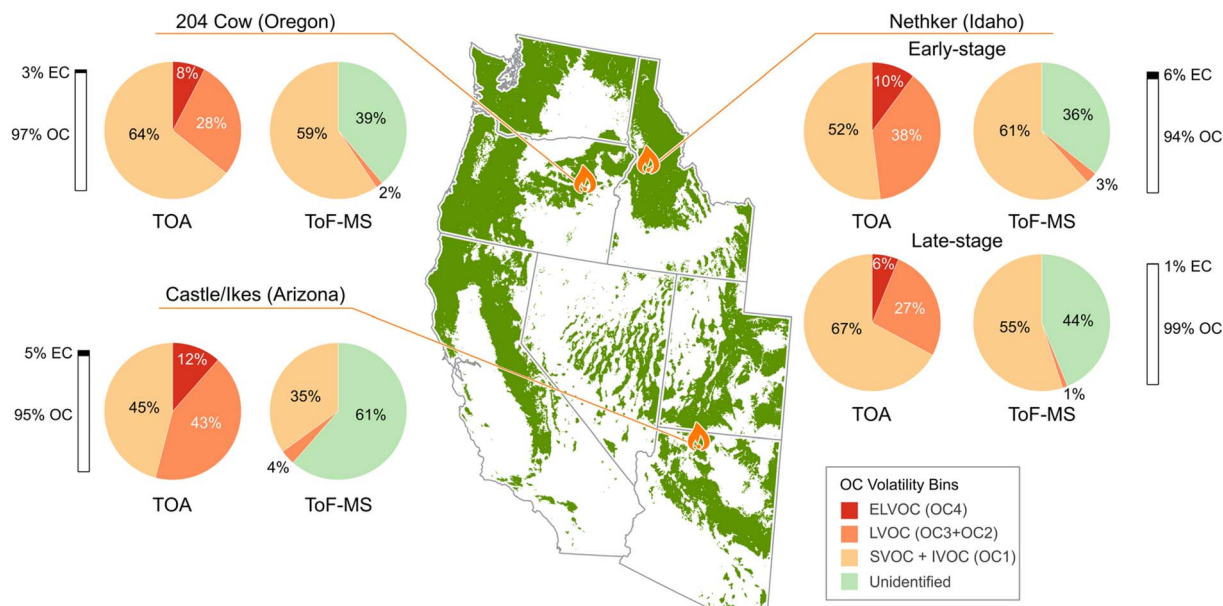 204 Cow (Oregon)
3% EC
97% OC
8%
28%
64%
TOA
39%
59%
2%
ToF-MS
Nethker (Idaho)
Early-stage
10%
38%
52%
TOA
36%
61%
3%
ToF-MS
6% EC
94% OC
Late-stage
6%
27%
67%
TOA
44%
55%
1%
ToF-MS
1% EC
99% OC
Castle/Ikes (Arizona)
5% EC
95% OC
12%
43%
45%
TOA
35%
61%
4%
ToF-MS
OC Volatility Bins
ELVOC (OC4)
LVOC (OC3+OC2)
SVOC + IVOC (OC1)
Unidentified